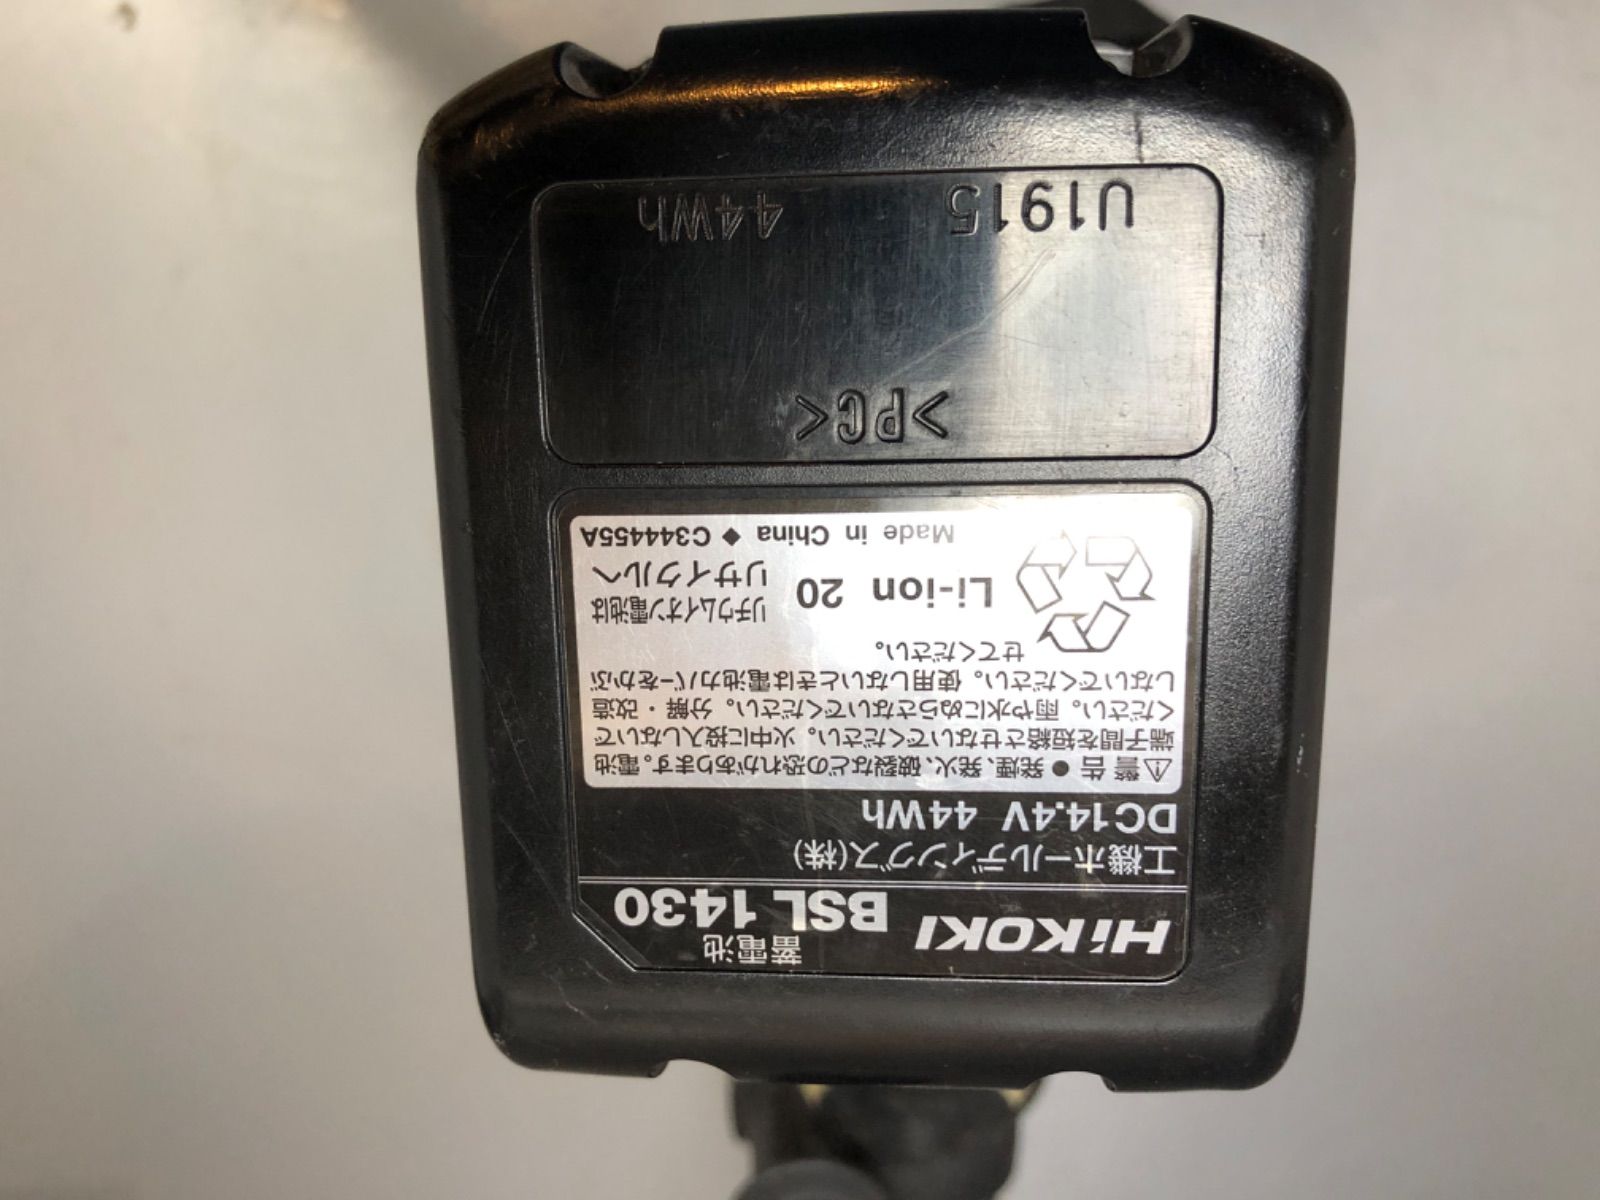 HiKOKI 蓄電池 BSL 1430
工機ホールディングス(株)
DC14.4V 44Wh
⚠警告 ● 発煙、発火、破裂などの恐れがあります。電池
端子間を短絡させないでください。火中に投入しないで
ください。雨や水にぬらさないでください。分解・改造
しないでください。使用しないときは電池カバーをかぶ
せてください。
Li-ion 20
リチウムイオン電池は
リサイクルへ
Made in China ◆ C344455A
>PC<
U1915 44Wh